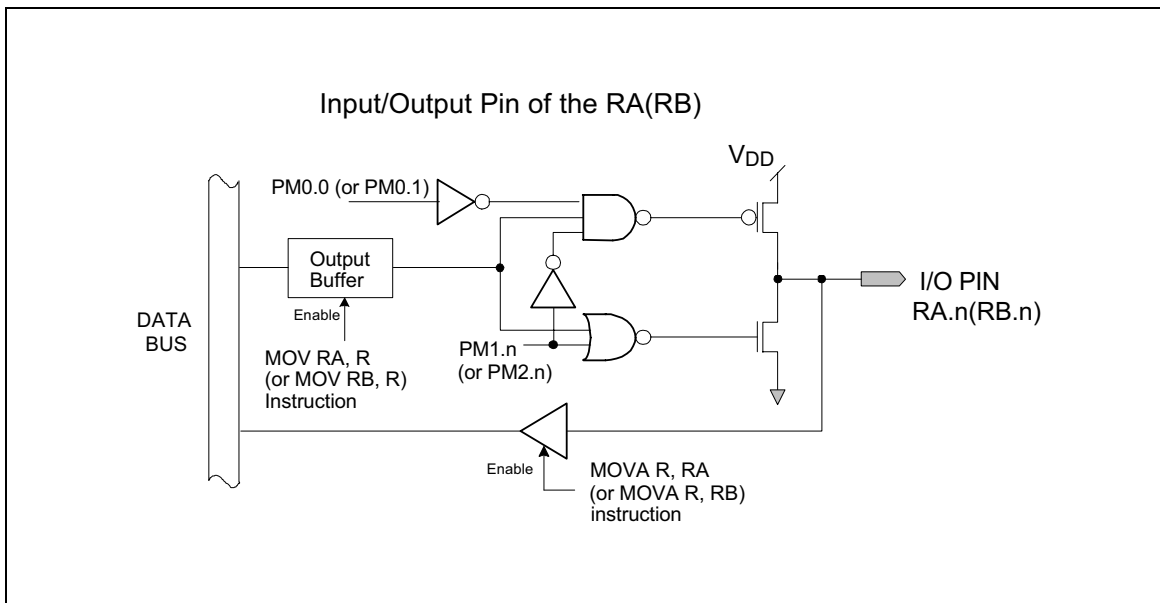 Input/Output Pin of the RA(RB)
VDD
PM0.0 (or PM0.1)
Output
Buffer
Enable
DATA
BUS
I/O PIN
RA.n(RB.n)
MOV RA, R
(or MOV RB, R)
Instruction
PM1.n
(or PM2.n)
Enable
MOVA R, RA
(or MOVA R, RB)
instruction